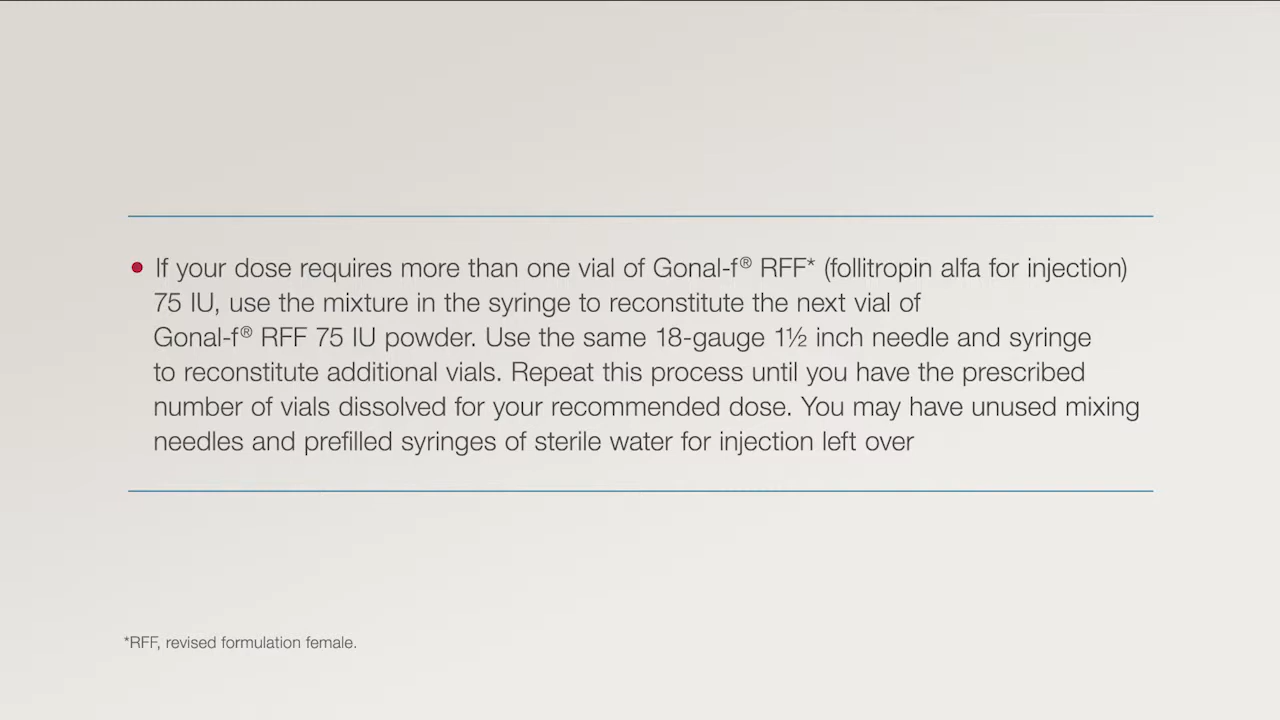 • If your dose requires more than one vial of Gonal-f® RFF* (follitropin alfa for injection)
75 IU, use the mixture in the syringe to reconstitute the next vial of
Gonal-f® RFF 75 IU powder. Use the same 18-gauge 1½ inch needle and syringe
to reconstitute additional vials. Repeat this process until you have the prescribed
number of vials dissolved for your recommended dose. You may have unused mixing
needles and prefilled syringes of sterile water for injection left over
*RFF, revised formulation female.